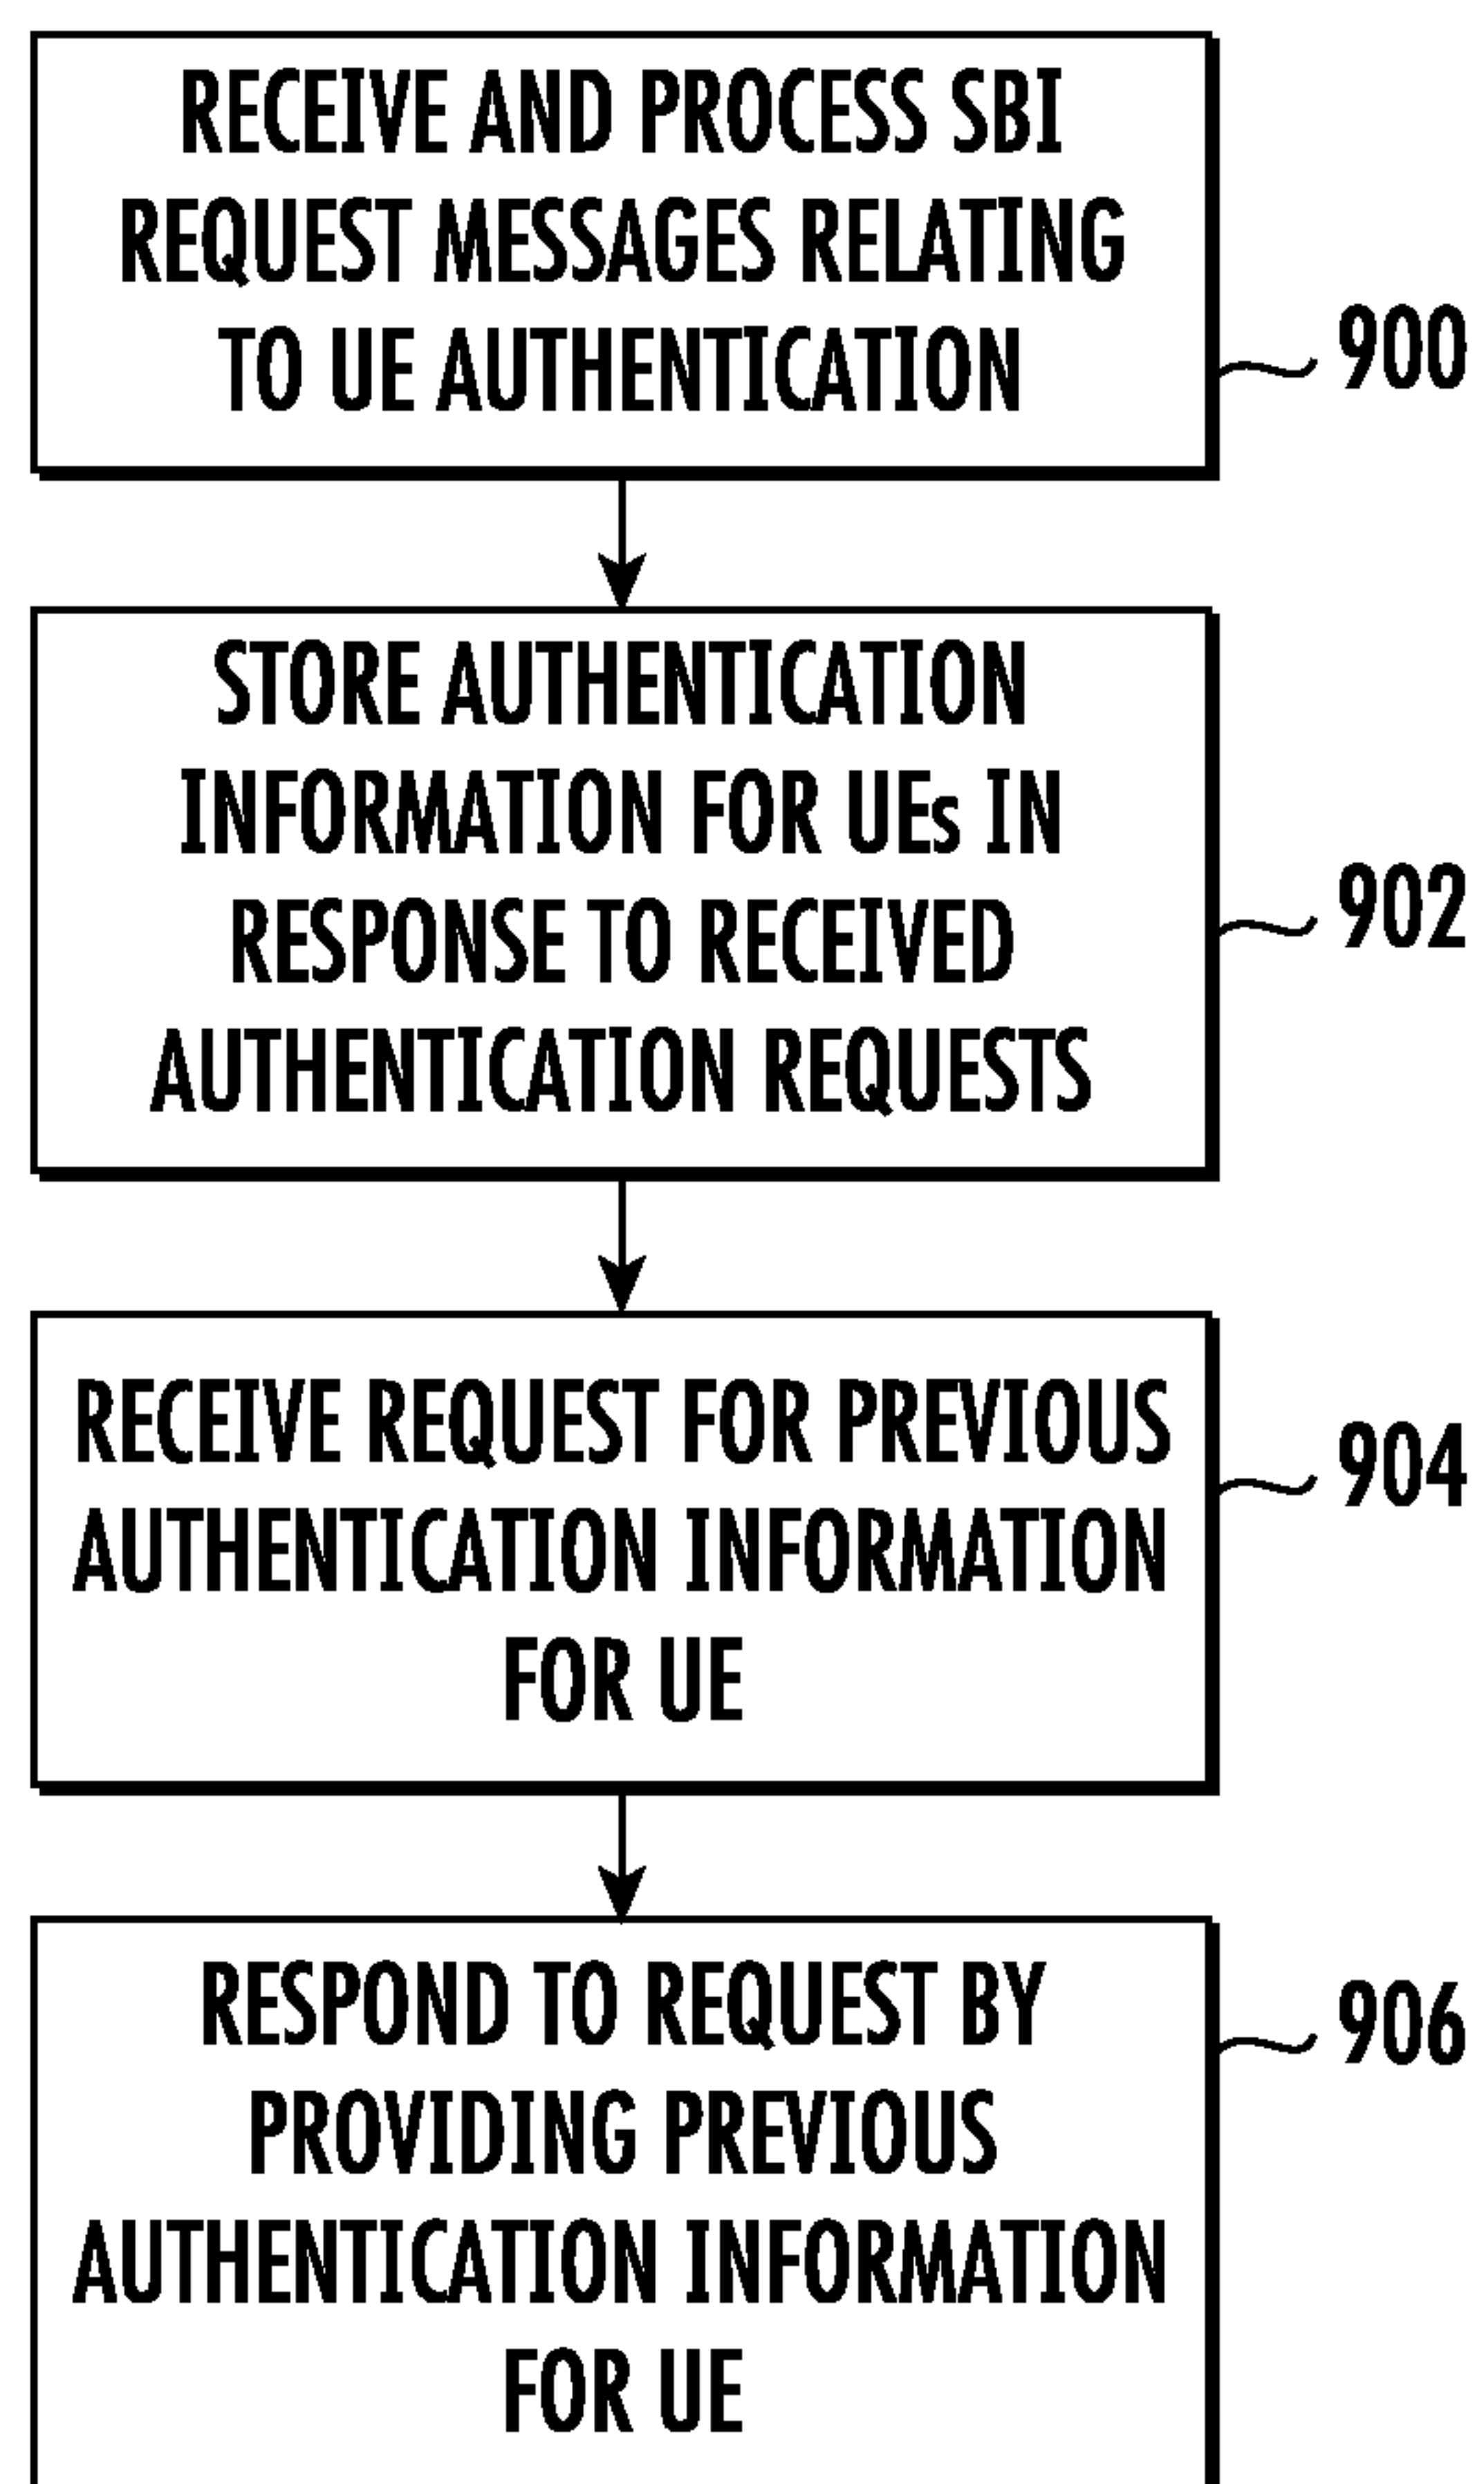 RECEIVE AND PROCESS SBI
REQUEST MESSAGES RELATING
TO UE AUTHENTICATION
900
STORE AUTHENTICATION
INFORMATION FOR UEs IN
RESPONSE TO RECEIVED
AUTHENTICATION REQUESTS
902
RECEIVE REQUEST FOR PREVIOUS
AUTHENTICATION INFORMATION
FOR UE
904
RESPOND TO REQUEST BY
PROVIDING PREVIOUS
AUTHENTICATION INFORMATION
FOR UE
906